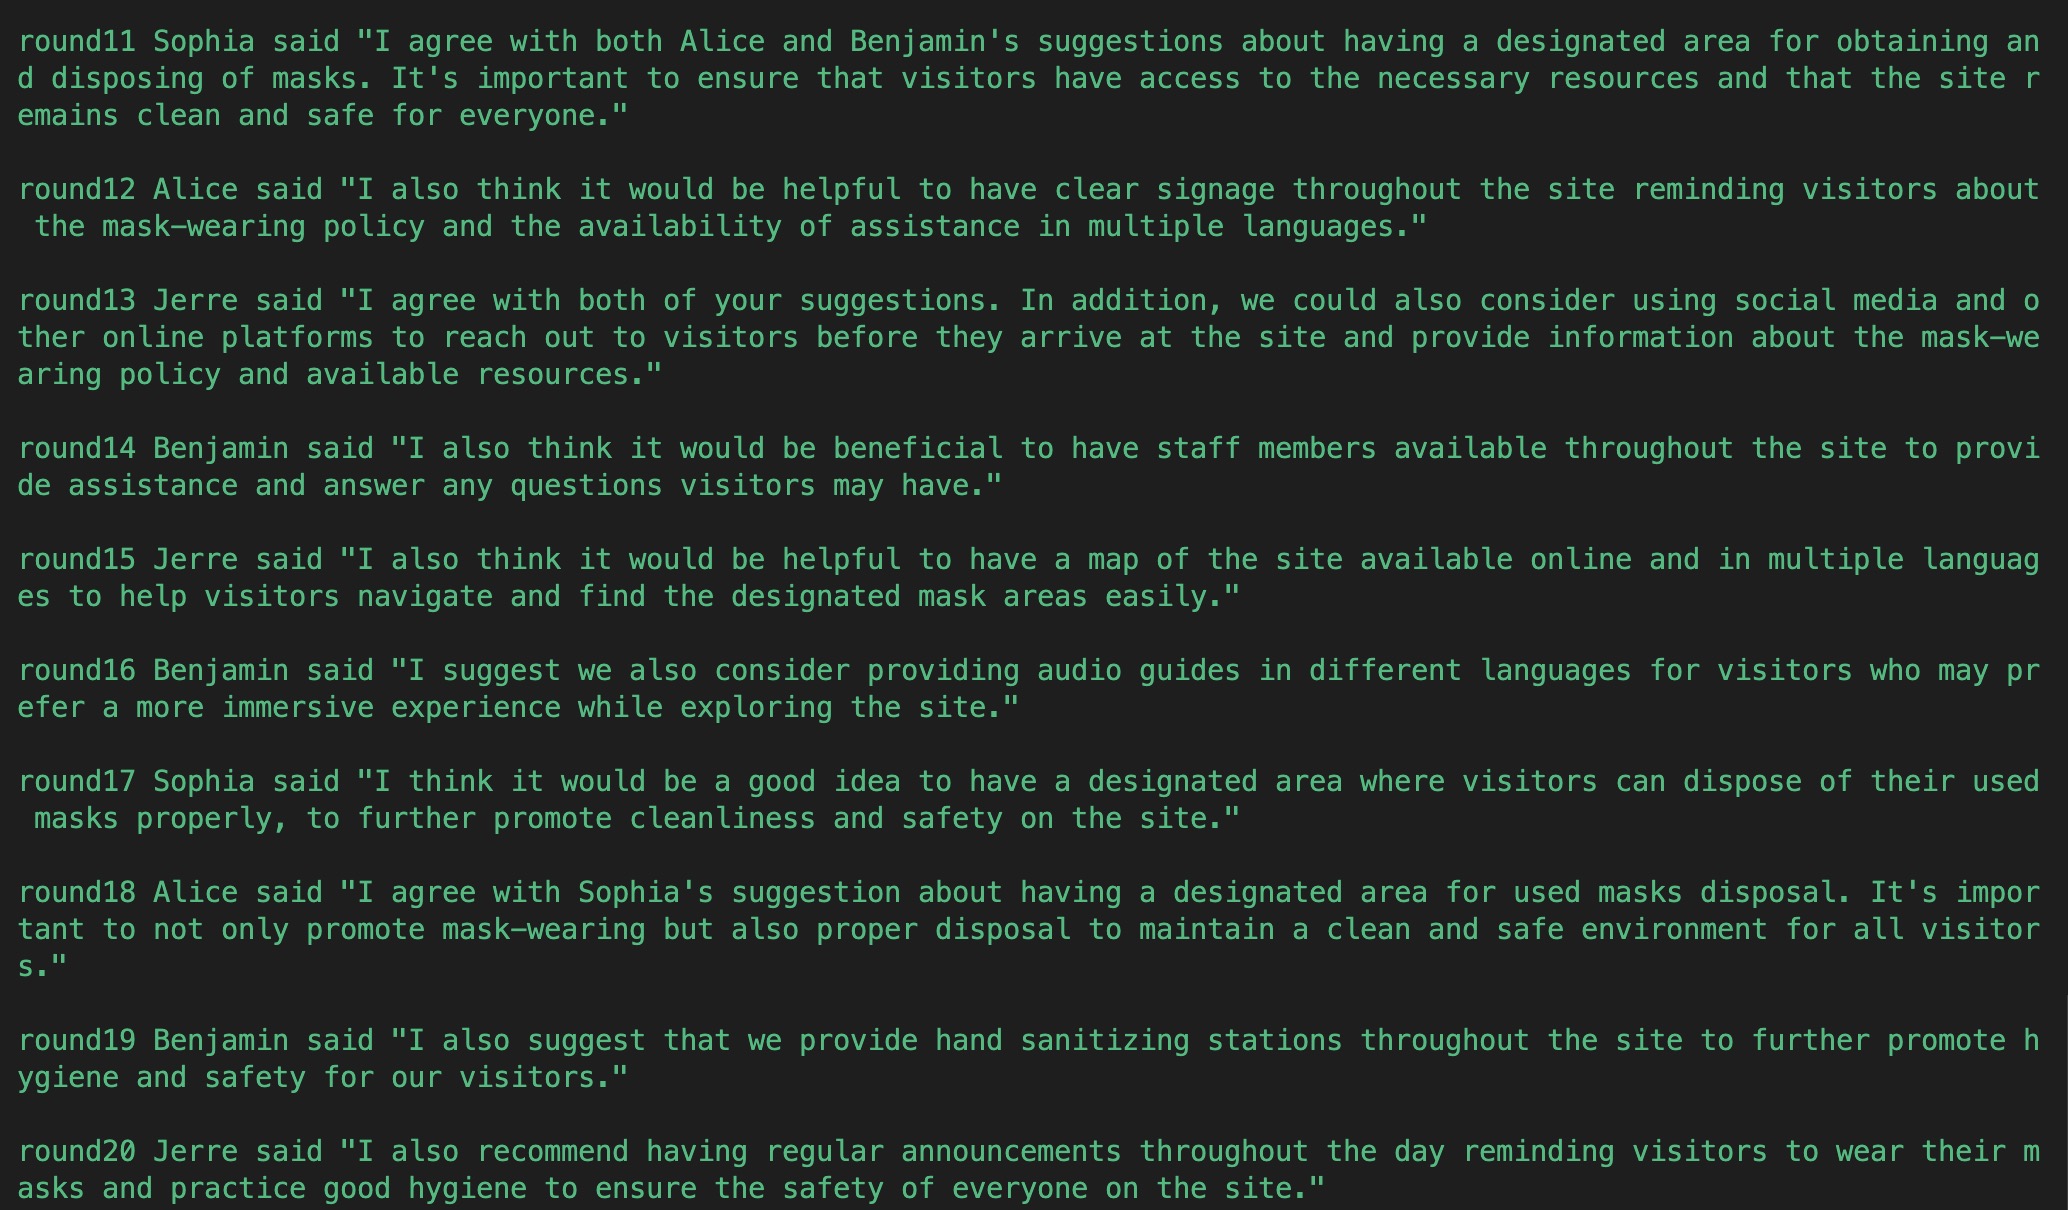 round11 Sophia said "I agree with both Alice and Benjamin's suggestions about having a designated area for obtaining an
d disposing of masks. It's important to ensure that visitors have access to the necessary resources and that the site r
emains clean and safe for everyone."
round12 Alice said "I also think it would be helpful to have clear signage throughout the site reminding visitors about
 the mask-wearing policy and the availability of assistance in multiple languages."
round13 Jerre said "I agree with both of your suggestions. In addition, we could also consider using social media and o
ther online platforms to reach out to visitors before they arrive at the site and provide information about the mask-we
aring policy and available resources."
round14 Benjamin said "I also think it would be beneficial to have staff members available throughout the site to provi
de assistance and answer any questions visitors may have."
round15 Jerre said "I also think it would be helpful to have a map of the site available online and in multiple languag
es to help visitors navigate and find the designated mask areas easily."
round16 Benjamin said "I suggest we also consider providing audio guides in different languages for visitors who may pr
efer a more immersive experience while exploring the site."
round17 Sophia said "I think it would be a good idea to have a designated area where visitors can dispose of their used
 masks properly, to further promote cleanliness and safety on the site."
round18 Alice said "I agree with Sophia's suggestion about having a designated area for used masks disposal. It's impor
tant to not only promote mask-wearing but also proper disposal to maintain a clean and safe environment for all visitor
s."
round19 Benjamin said "I also suggest that we provide hand sanitizing stations throughout the site to further promote h
ygiene and safety for our visitors."
round20 Jerre said "I also recommend having regular announcements throughout the day reminding visitors to wear their m
asks and practice good hygiene to ensure the safety of everyone on the site."